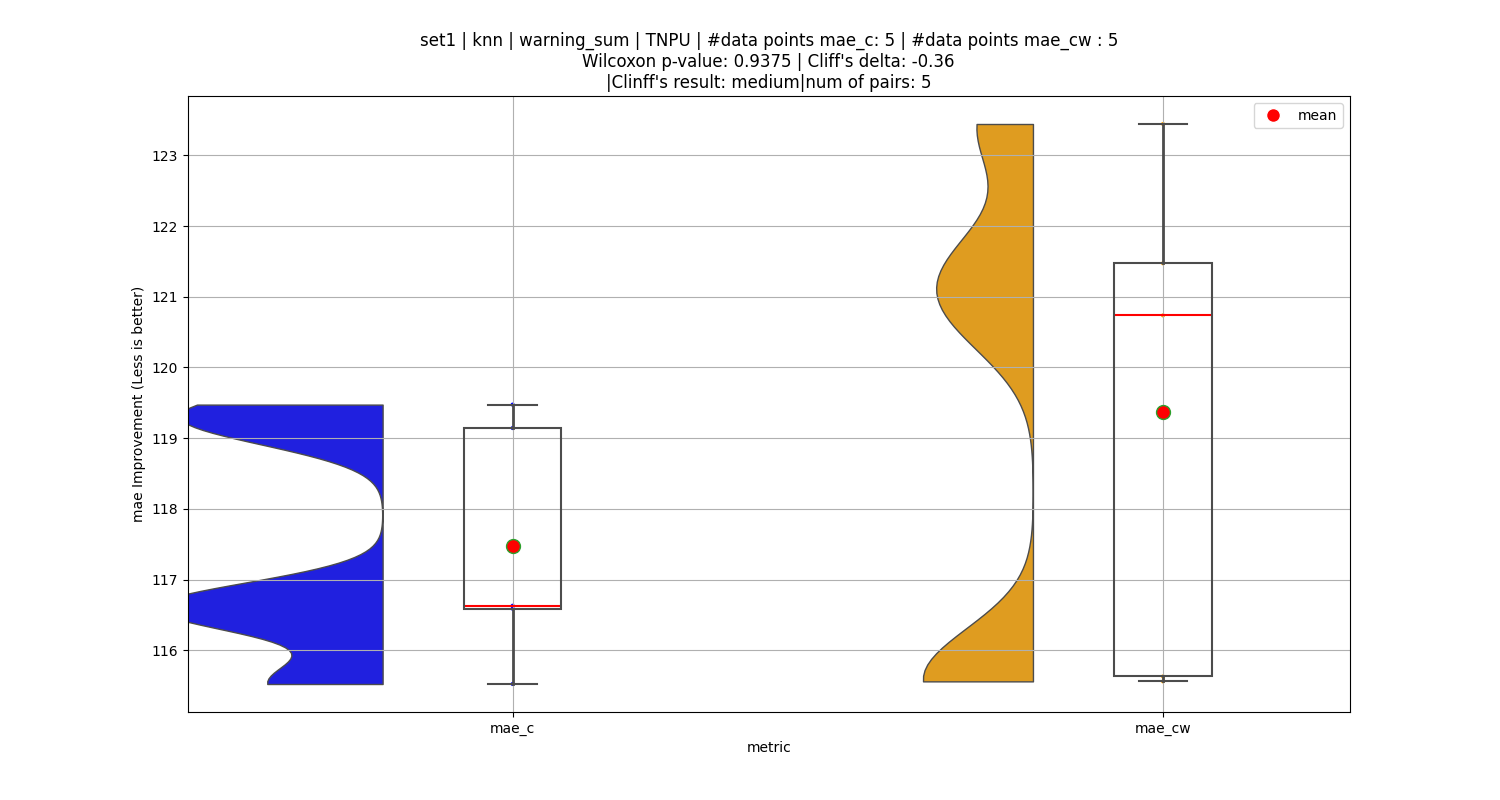 set1 | knn | warning_sum | TNPU | #data points mae_c: 5 | #data points mae_cw : 5
Wilcoxon p-value: 0.9375 | Cliff's delta: -0.36
|Clinff's result: medium|num of pairs: 5
mean
mae Improvement (Less is better)
123
122
121
120
119
118
117
116
mae_c
mae_cw
metric